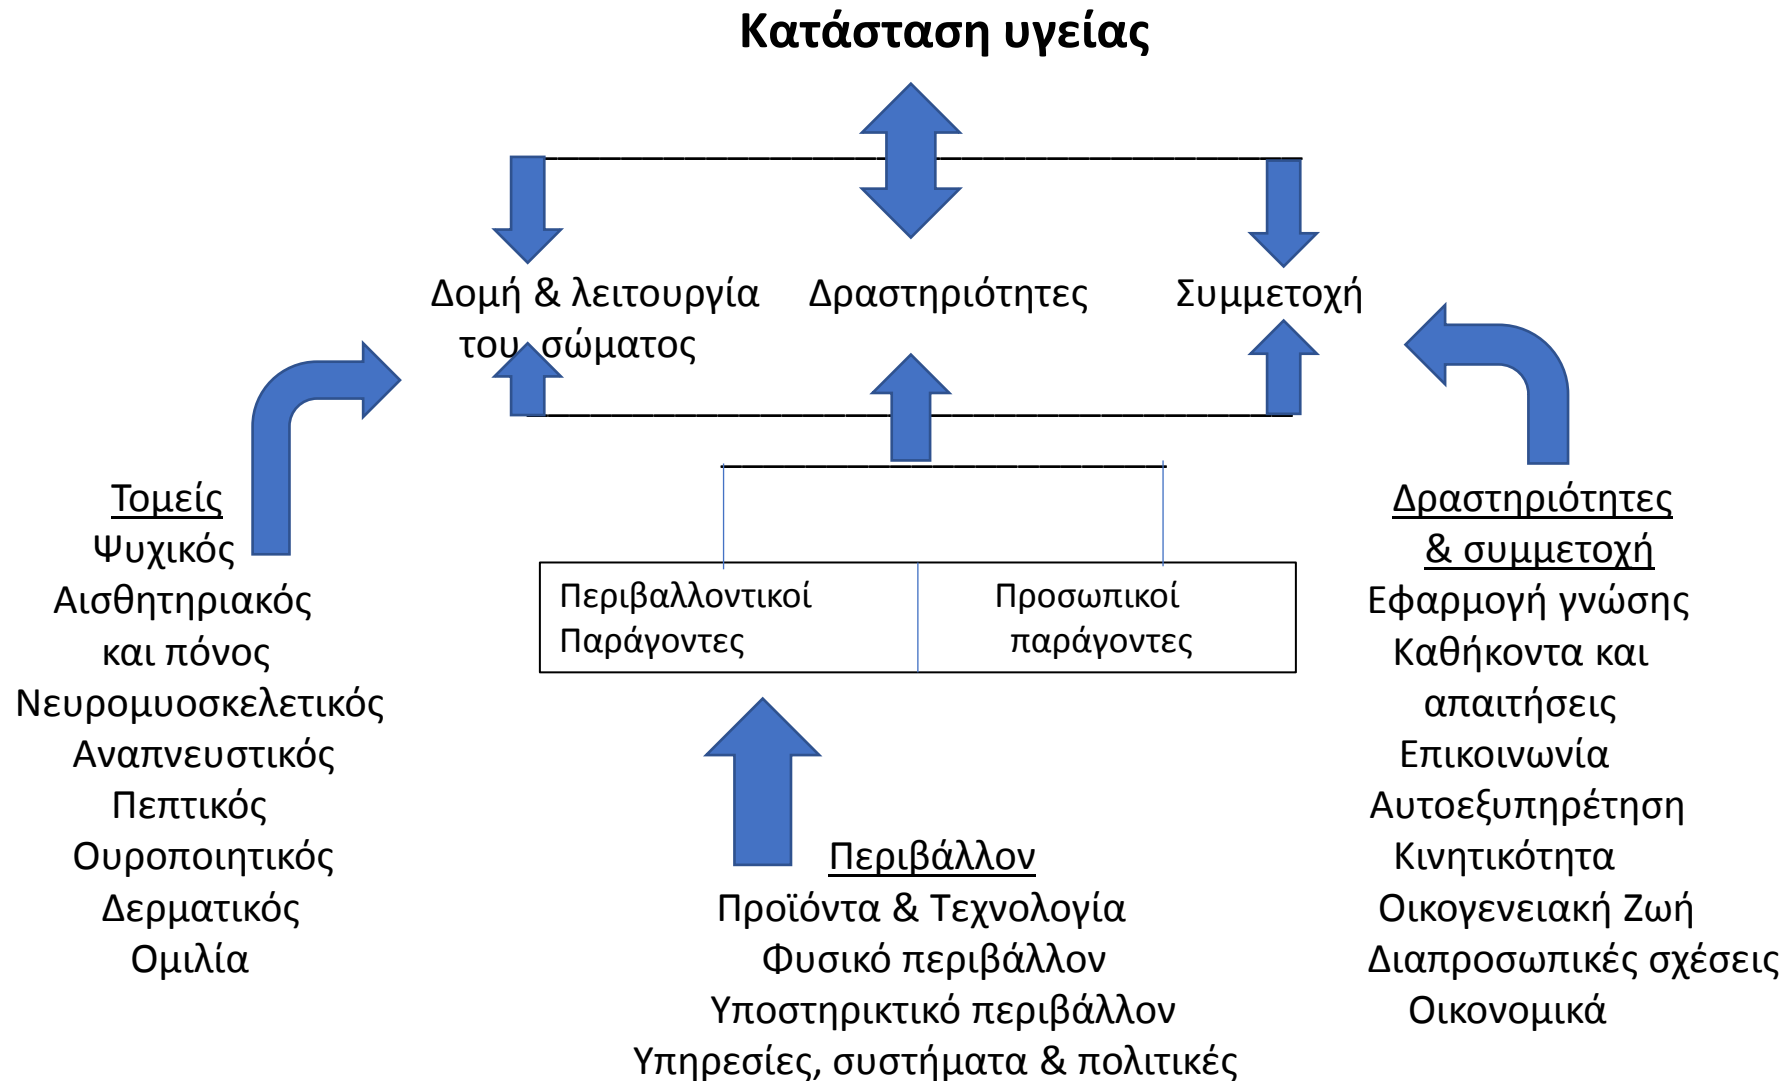 Κατάσταση υγείας
Δομή & λειτουργία
του σώματος
Δραστηριότητες
Συμμετοχή
Τομείς
Ψυχικός
Αισθητηριακός
και πόνος
Νευρομυοσκελετικός
Αναπνευστικός
Πεπτικός
Ουροποιητικός
Δερματικός
Ομιλία
Περιβαλλοντικοί
Παράγοντες
Προσωπικοί
παράγοντες
Περιβάλλον
Προϊόντα & Τεχνολογία
Φυσικό περιβάλλον
Υποστηρικτικό περιβάλλον
Υπηρεσίες, συστήματα & πολιτικές
Δραστηριότητες
& συμμετοχή
Εφαρμογή γνώσης
Καθήκοντα και
απαιτήσεις
Επικοινωνία
Αυτοεξυπηρέτηση
Κινητικότητα
Οικογενειακή Ζωή
Διαπροσωπικές σχέσεις
Οικονομικά